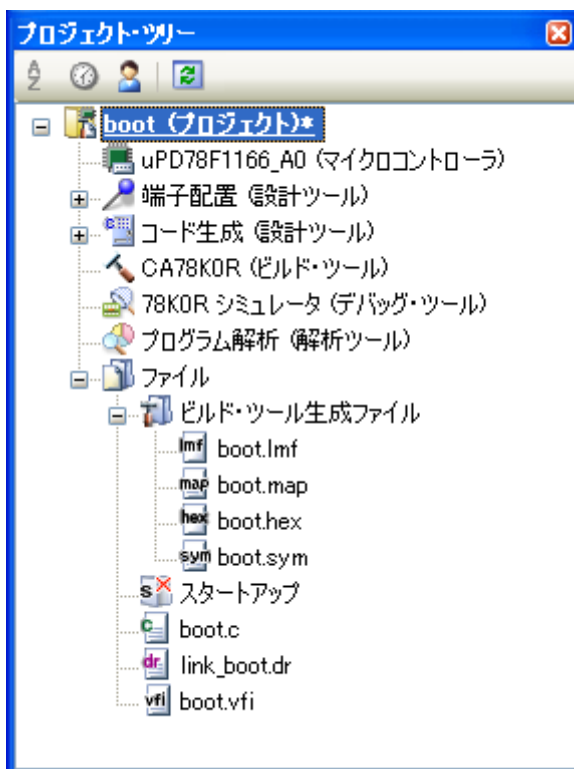 プロジェクト・ツリー
boot (プロジェクト)*
uPD78F1166_A0 (マイクロコントローラ)
端子配置 (設計ツール)
コード生成 (設計ツール)
CA78K0R (ビルド・ツール)
78K0R シミュレータ (デバッグ・ツール)
プログラム解析 (解析ツール)
ファイル
ビルド・ツール生成ファイル
lmf boot.lmf
map boot.map
hex boot.hex
sym boot.sym
S スタートアップ
C boot.c
dr link_boot.dr
vfi boot.vfi